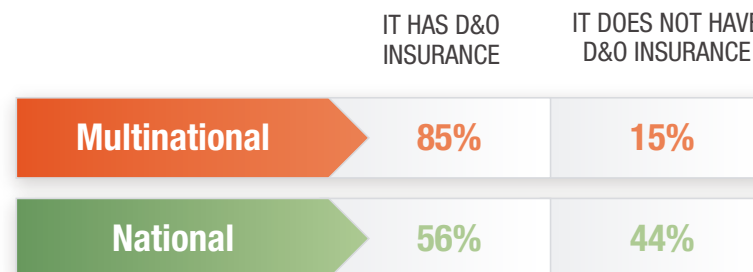 IT HAS D&O
INSURANCE
IT DOES NOT HAVE
D&O INSURANCE
Multinational 85% 15%
National 56% 44%